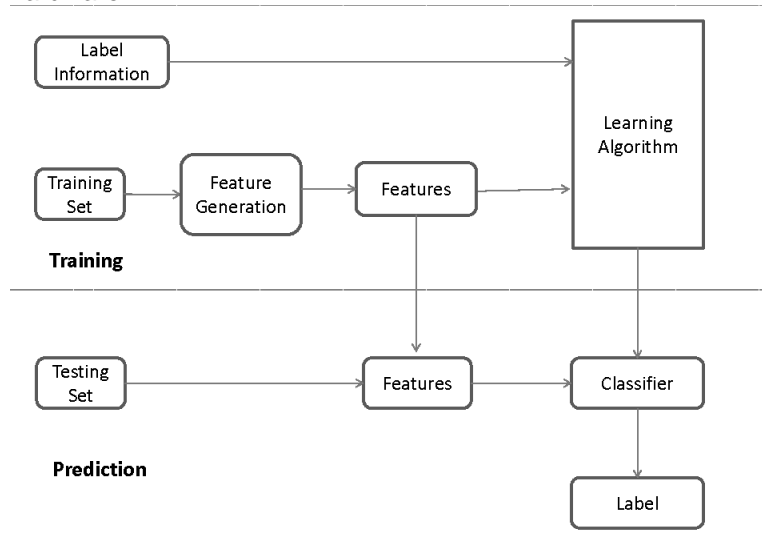 Label
Information
Learning
Algorithm
Training
Set
Feature
Generation
Features
Training
Testing
Set
Features
Classifier
Prediction
Label